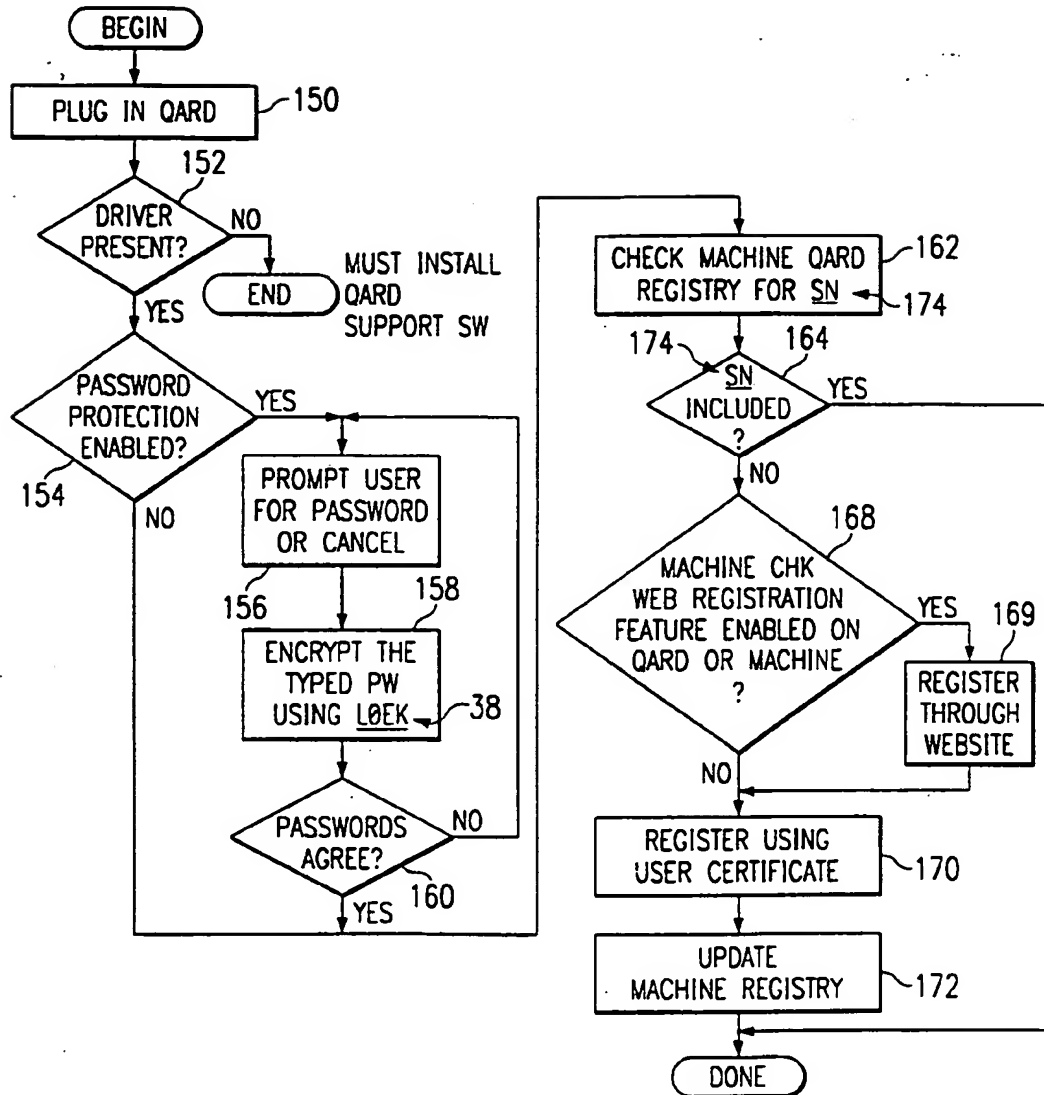 BEGIN
PLUG IN QARD
150
152
DRIVER
PRESENT?
NO
END
MUST INSTALL
QARD
SUPPORT SW
YES
PASSWORD
PROTECTION
ENABLED?
YES
154
NO
PROMPT USER
FOR PASSWORD
OR CANCEL
156
158
ENCRYPT THE
TYPED PW
USING L0EK
38
PASSWORDS
AGREE?
NO
160
YES
CHECK MACHINE QARD
REGISTRY FOR SN
162
174
174
164
SN
INCLUDED
?
YES
NO
168
MACHINE CHK
WEB REGISTRATION
FEATURE ENABLED ON
QARD OR MACHINE
?
YES
169
REGISTER
THROUGH
WEBSITE
NO
REGISTER USING
USER CERTIFICATE
170
UPDATE
MACHINE REGISTRY
172
DONE